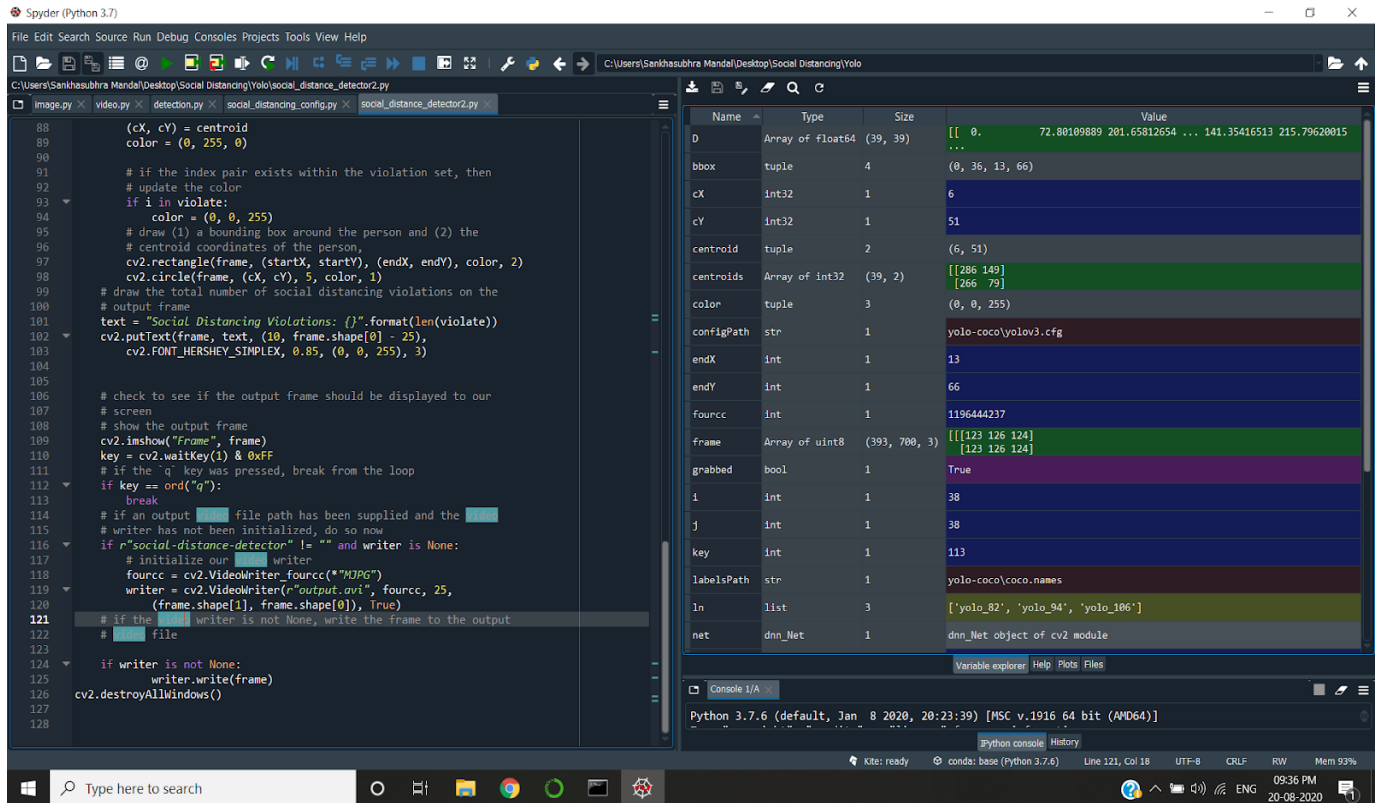 Spyder (Python 3.7)
File Edit Search Source Run Debug Consoles Projects Tools View Help
C:\Users\Sankhasubhra Mandal\Desktop\Social Distancing\Yolo
C:\Users\Sankhasubhra Mandal\Desktop\Social Distancing\Yolo\social_distance_detector2.py
image.py video.py detection.py social_distancing_config.py social_distance_detector2.py
88 (cX, cY) = centroid
89 color = (0, 255, 0)
90
91 # if the index pair exists within the violation set, then
92 # update the color
93 if i in violate:
94 color = (0, 0, 255)
95 # draw (1) a bounding box around the person and (2) the
96 # centroid coordinates of the person,
97 cv2.rectangle(frame, (startX, startY), (endX, endY), color, 2)
98 cv2.circle(frame, (cX, cY), 5, color, 1)
99 # draw the total number of social distancing violations on the
100 # output frame
101 text = "Social Distancing Violations: {}".format(len(violate))
102 cv2.putText(frame, text, (10, frame.shape[0] - 25),
103 cv2.FONT_HERSHEY_SIMPLEX, 0.85, (0, 0, 255), 3)
104
105
106 # check to see if the output frame should be displayed to our
107 # screen
108 # show the output frame
109 cv2.imshow("Frame", frame)
110 key = cv2.waitKey(1) & 0xFF
111 # if the `q` key was pressed, break from the loop
112 if key == ord("q"):
113 break
114 # if an output video file path has been supplied and the video
115 # writer has not been initialized, do so now
116 if r"social-distance-detector" != "" and writer is None:
117 # initialize our video writer
118 fourcc = cv2.VideoWriter_fourcc(*"MJPG")
119 writer = cv2.VideoWriter(r"output.avi", fourcc, 25,
120 (frame.shape[1], frame.shape[0]), True)
121 # if the video writer is not None, write the frame to the output
122 # video file
123
124 if writer is not None:
125 writer.write(frame)
126 cv2.destroyAllWindows()
127
128
Name Type Size Value
D Array of float64 (39, 39) [[ 0. 72.80109889 201.65812654 ... 141.35416513 215.79620015
...
bbox tuple 4 (0, 36, 13, 66)
cX int32 1 6
cY int32 1 51
centroid tuple 2 (6, 51)
centroids Array of int32 (39, 2) [[286 149]
[266 79]
color tuple 3 (0, 0, 255)
configPath str 1 yolo-coco\yolov3.cfg
endX int 1 13
endY int 1 66
fourcc int 1 1196444237
frame Array of uint8 (393, 700, 3) [[[123 126 124]
[123 126 124]
grabbed bool 1 True
i int 1 38
j int 1 38
key int 1 113
labelsPath str 1 yolo-coco\coco.names
ln list 3 ['yolo_82', 'yolo_94', 'yolo_106']
net dnn_Net 1 dnn_Net object of cv2 module
Variable explorer Help Plots Files
Console 1/A
Python 3.7.6 (default, Jan 8 2020, 20:23:39) [MSC v.1916 64 bit (AMD64)]
IPython console History
Kite: ready conda: base (Python 3.7.6) Line 121, Col 18 UTF-8 CRLF RW Mem 93%
Type here to search
ENG
09:36 PM
20-08-2020
1